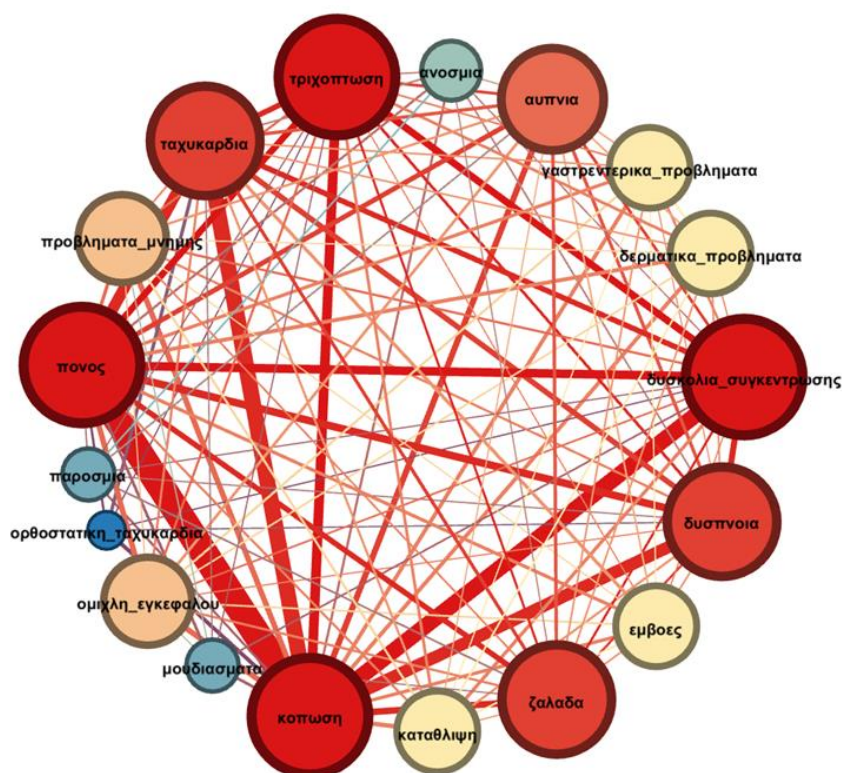 τριχοπτωση
ανοσμια
αυπνια
ταχυκαρδια
γαστρεντερικα_προβληματα
προβληματα_μνημης
δερματικα_προβληματα
πονος
δυσκολια_συγκεντρωσης
παροσμια
ορθοστατικη_ταχυκαρδια
δυσπνοια
ομιχλη_εγκεφαλου
εμβοες
μουδιασματα
κοπωση
ζαλαδα
καταθλιψη